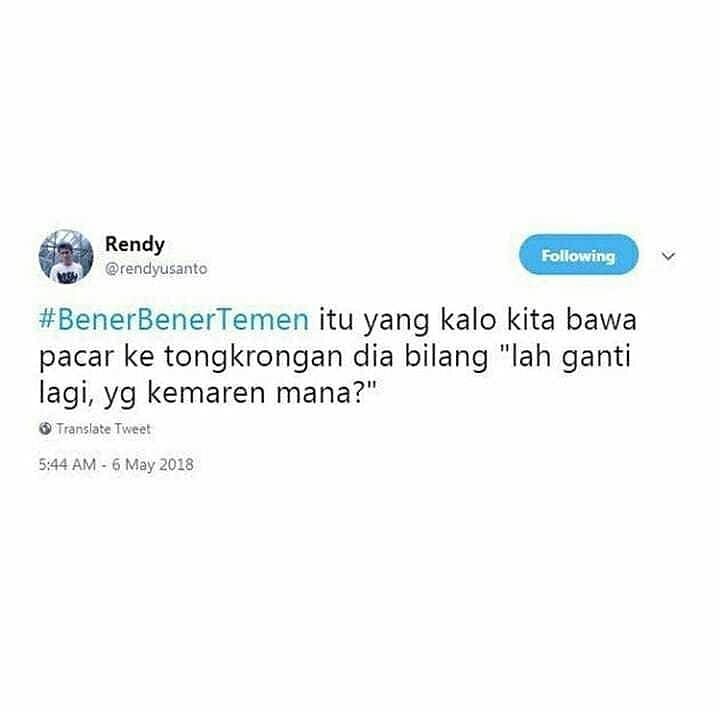 Rendy
@rendyusanto
Following
#BenerBenerTemen itu yang kalo kita bawa
pacar ke tongkrongan dia bilang "lah ganti
lagi, yg kemaren mana?"
Translate Tweet
5:44 AM - 6 May 2018